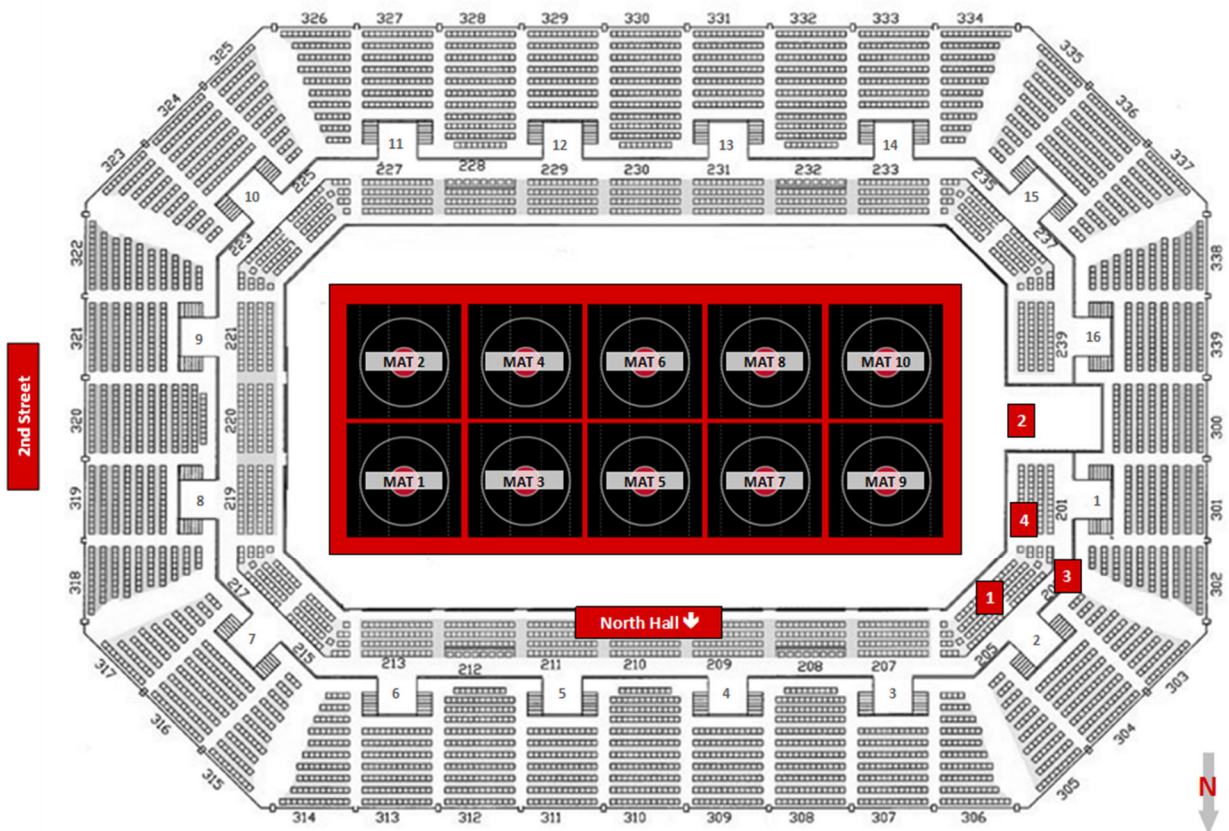 326 327 328 329 330 331 332 333 334
325 335
324 336
323 337
11 12 13 14
227 228 229 230 231 232 233
10 225 235 15
223 237
322 338
9 221 239 16
321 339
MAT 2 MAT 4 MAT 6 MAT 8 MAT 10
2nd Street
320 220 2 300
MAT 1 MAT 3 MAT 5 MAT 7 MAT 9
319 8 219 201 1 301
4
318 217 3 302
1
North Hall
7 215 205 2
213 212 211 210 209 208 207
317 303
6 5 4 3
316 304
315 305
N
314 313 312 311 310 309 308 307 306